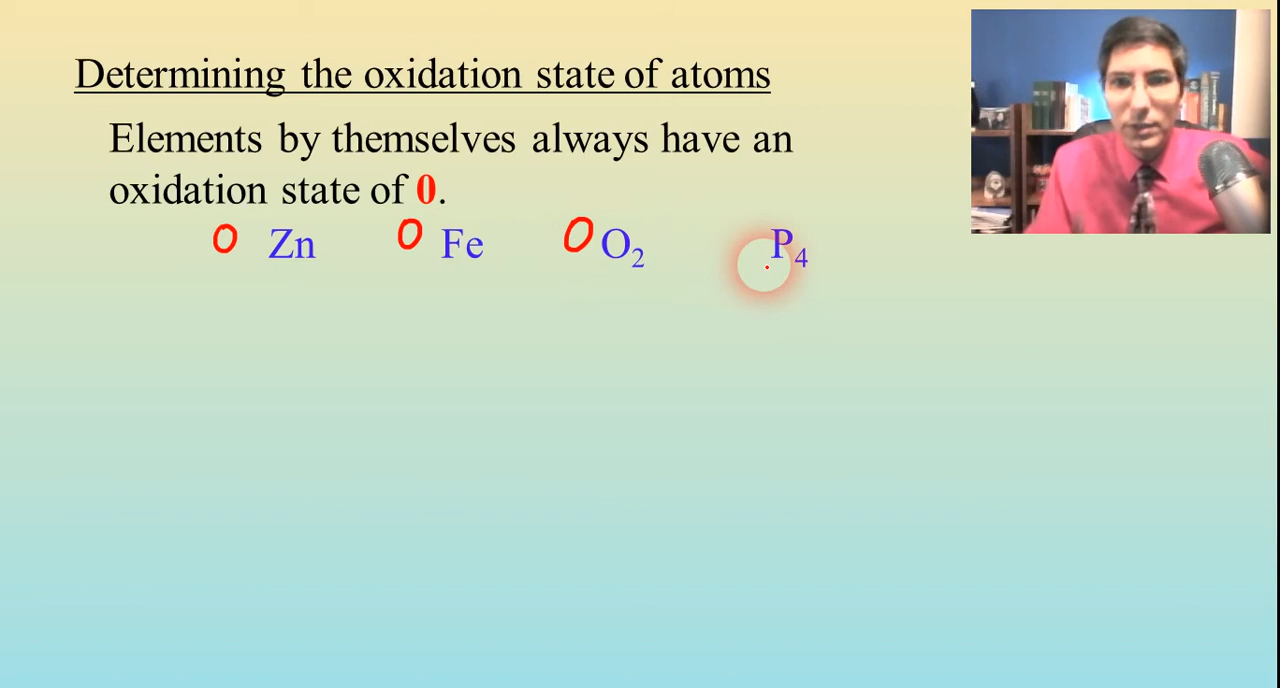 Determining the oxidation state of atoms
Elements by themselves always have an
oxidation state of 0.
0 Zn 0 Fe 0 O₂ P₄